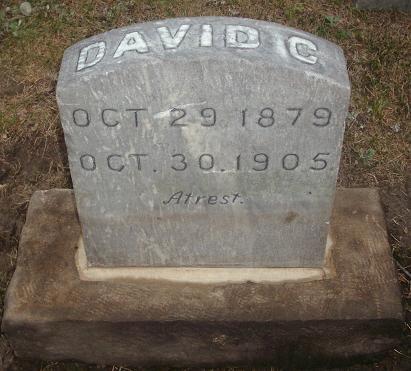 DAVID C
OCT. 29. 1879
OCT. 30. 1905
At rest.